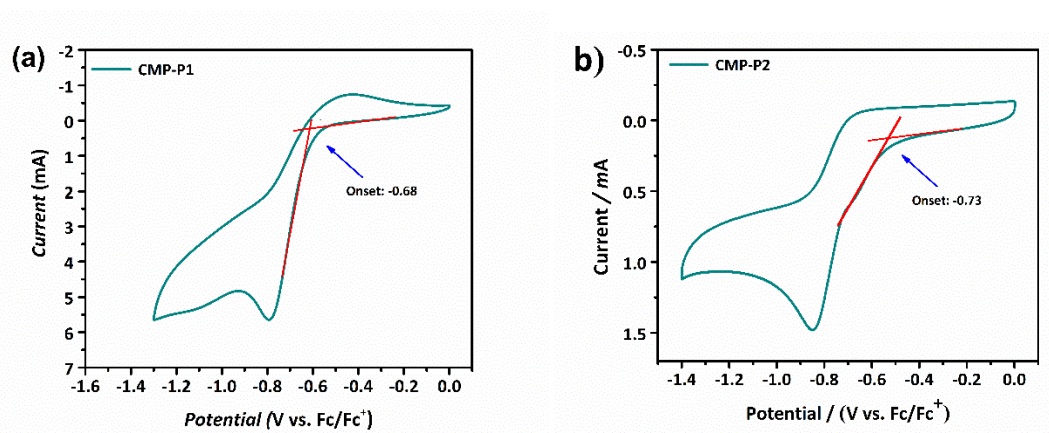 (a)
CMP-P1
-2
-1
0
1
2
3
4
5
6
7
Current (mA)
Onset: -0.68
-1.6 -1.4 -1.2 -1.0 -0.8 -0.6 -0.4 -0.2 0.0
Potential (V vs. Fc/Fc+)
b)
CMP-P2
-0.5
0.0
0.5
1.0
1.5
Current / mA
Onset: -0.73
-1.4 -1.2 -1.0 -0.8 -0.6 -0.4 -0.2 0.0
Potential / (V vs. Fc/Fc+)